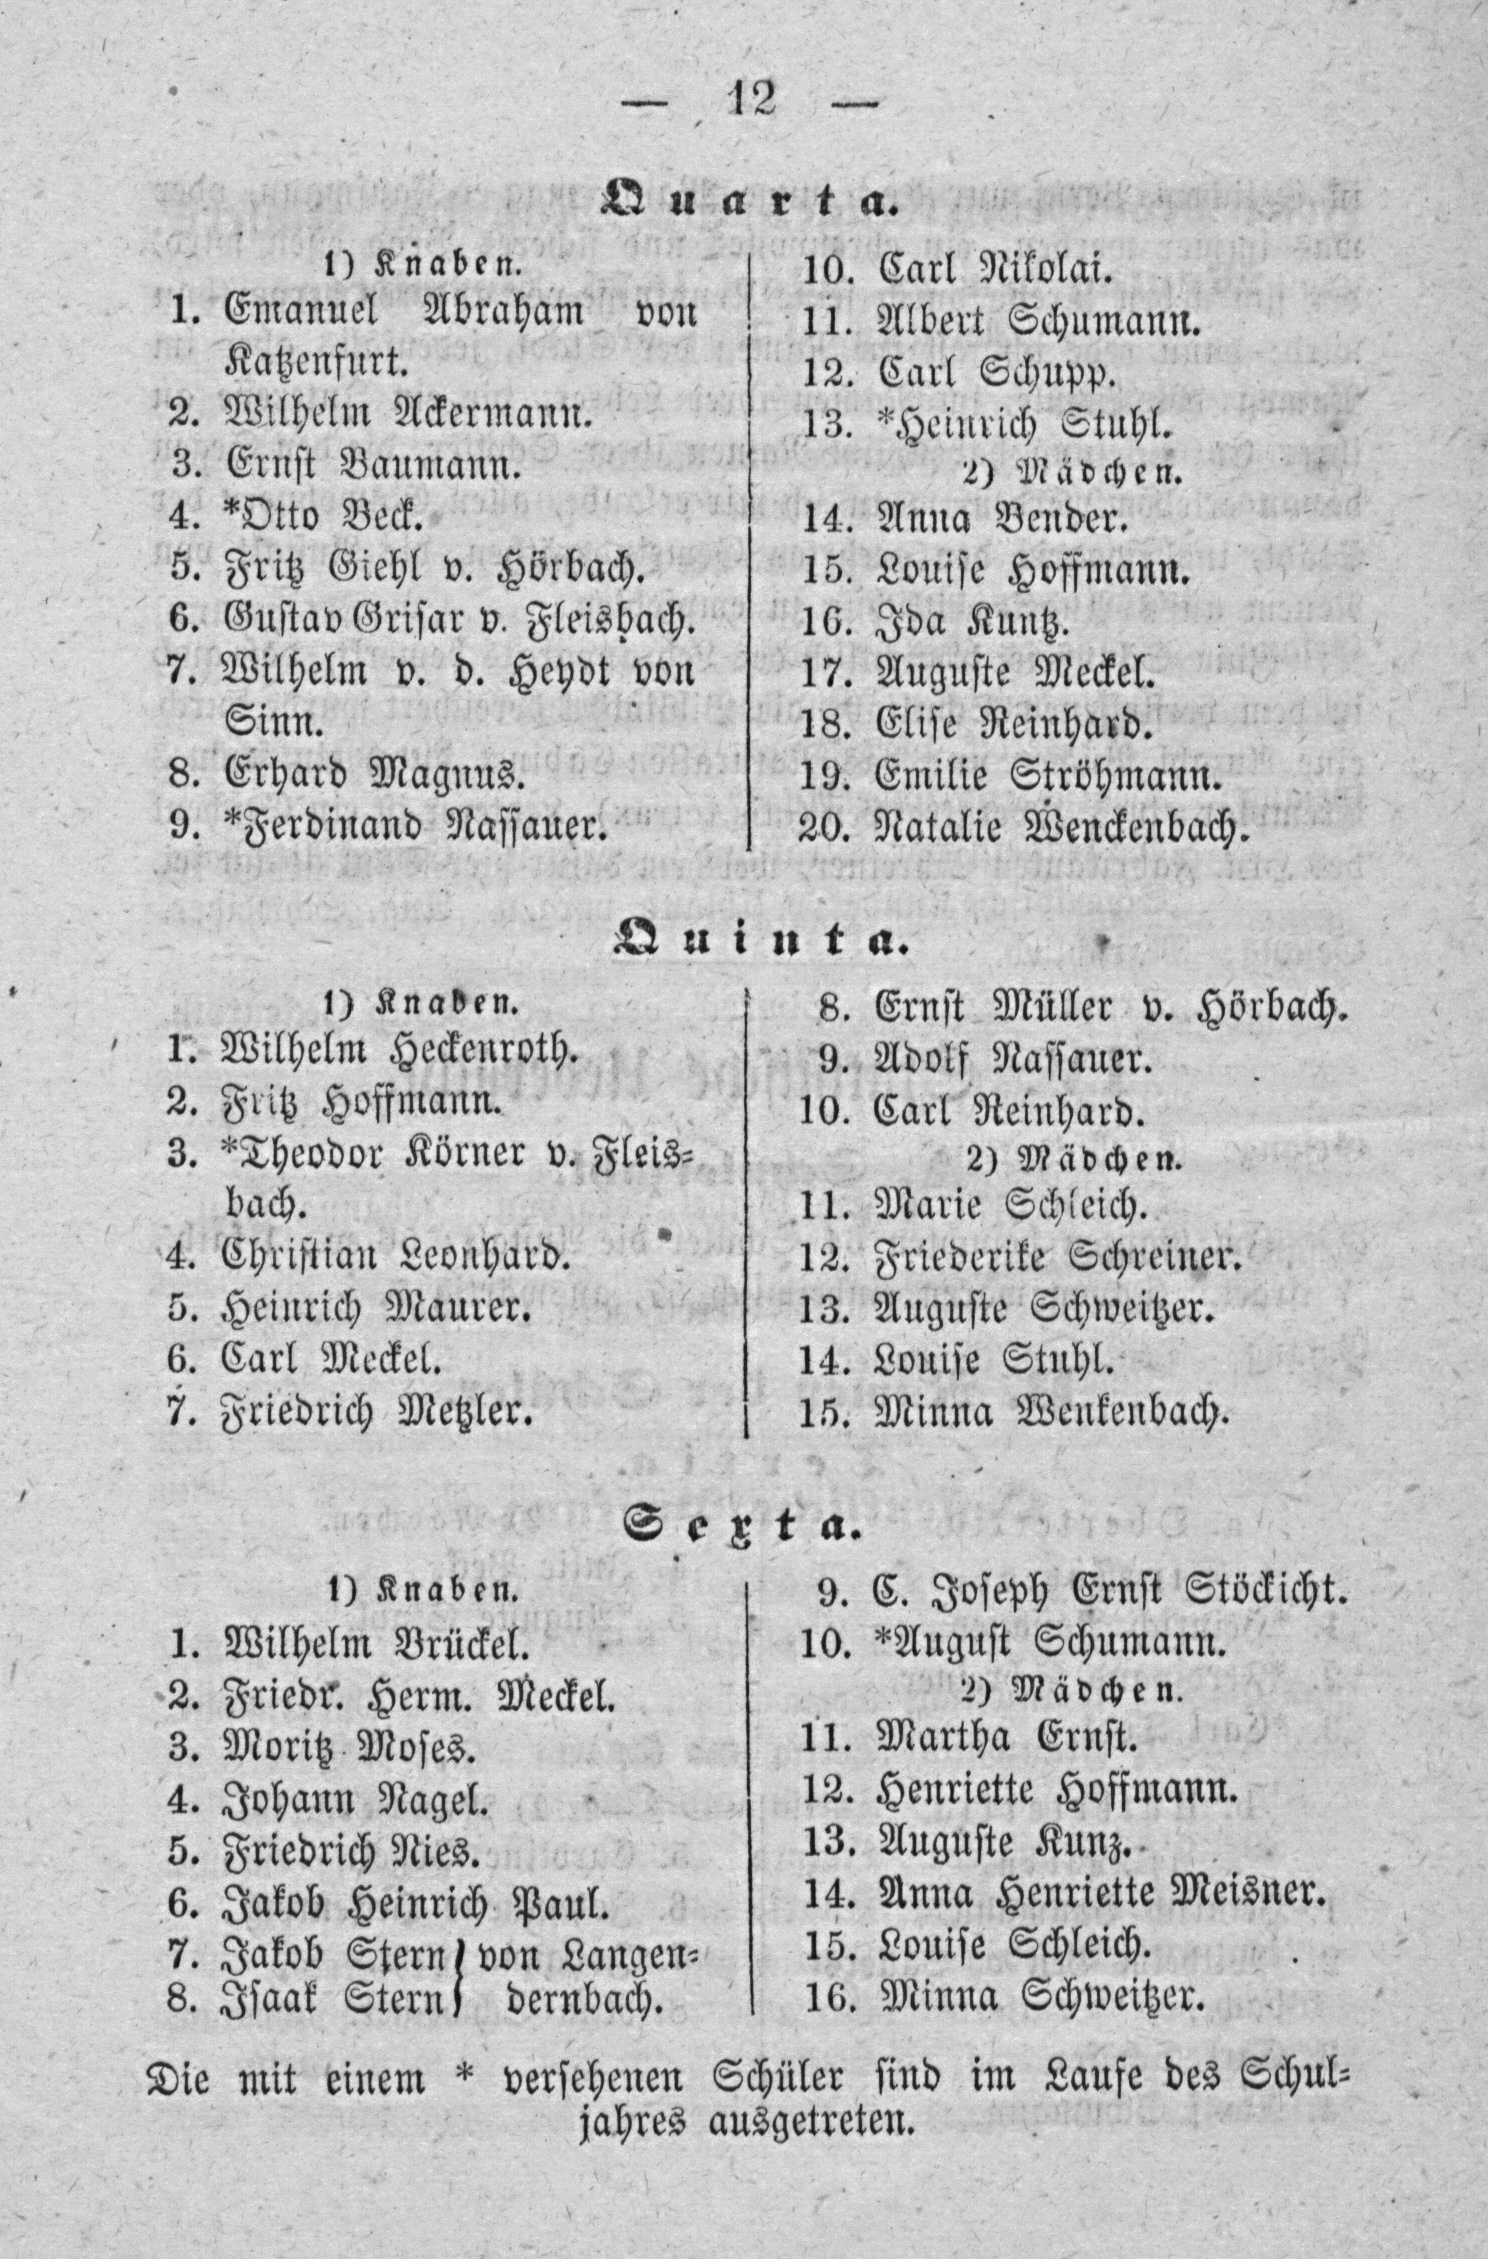 — 12 —
Quarta.
1) Knaben.
1. Emanuel Abraham von
Katzenfurt.
2. Wilhelm Ackermann.
3. Ernst Baumann.
4. *Otto Beck.
5. Fritz Giehl v. Hörbach.
6. Gustav Grisar v. Fleisbach.
7. Wilhelm v. d. Heydt von
Sinn.
8. Erhard Magnus.
9. *Ferdinand Nassauer.
10. Carl Nikolai.
11. Albert Schumann.
12. Carl Schupp.
13. *Heinrich Stuhl.
2) Mädchen.
14. Anna Bender.
15. Louise Hoffmann.
16. Ida Kuntz.
17. Auguste Meckel.
18. Elise Reinhard.
19. Emilie Ströhmann.
20. Natalie Wenckenbach.
Quinta.
1) Knaben.
1. Wilhelm Heckenroth.
2. Fritz Hoffmann.
3. *Theodor Körner v. Fleis-
bach.
4. Christian Leonhard.
5. Heinrich Maurer.
6. Carl Meckel.
7. Friedrich Metzler.
8. Ernst Müller v. Hörbach.
9. Adolf Nassauer.
10. Carl Reinhard.
2) Mädchen.
11. Marie Schleich.
12. Friederike Schreiner.
13. Auguste Schweitzer.
14. Louise Stuhl.
15. Minna Wenkenbach.
Sexta.
1) Knaben.
1. Wilhelm Brückel.
2. Friedr. Herm. Meckel.
3. Moritz Moses.
4. Johann Nagel.
5. Friedrich Nies.
6. Jakob Heinrich Paul.
7. Jakob Stern } von Langen-
8. Isaak Stern } dernbach.
9. C. Joseph Ernst Stöckicht.
10. *August Schumann.
2) Mädchen.
11. Martha Ernst.
12. Henriette Hoffmann.
13. Auguste Kunz.
14. Anna Henriette Meisner.
15. Louise Schleich.
16. Minna Schweitzer.
Die mit einem * versehenen Schüler sind im Laufe des Schul-
jahres ausgetreten.